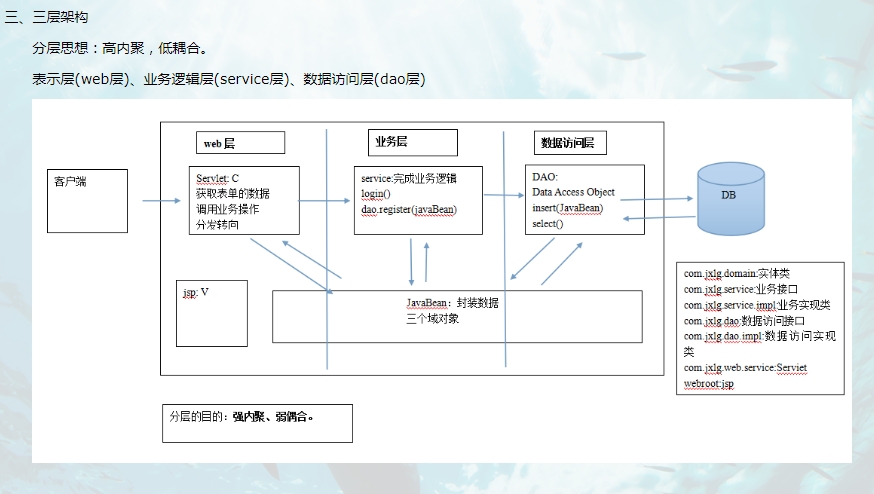 三、三层架构
分层思想：高内聚，低耦合。
表示层(web层)、业务逻辑层(service层)、数据访问层(dao层)
web 层
业务层
数据访问层
客户端
Servlet: C
获取表单的数据
调用业务操作
分发转向
service:完成业务逻辑
login()
dao.register(javaBean)
DAO:
Data Access Object
insert(JavaBean)
select()
DB
jsp: V
JavaBean：封装数据
三个域对象
com.jxlg.domain:实体类
com.jxlg.service:业务接口
com.jxlg.service.impl:业务实现类
com.jxlg.dao:数据访问接口
com.jxlg.dao.impl:数据访问实现
类
com.jxlg.web.service:Serviet
webroot:jsp
分层的目的：强内聚、弱偶合。